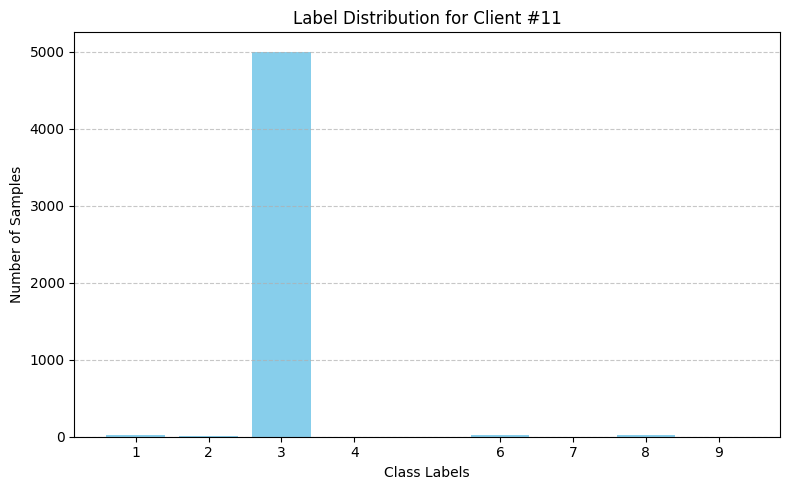 Label Distribution for Client #11
5000
4000
3000
2000
1000
0
Number of Samples
1 2 3 4 6 7 8 9
Class Labels